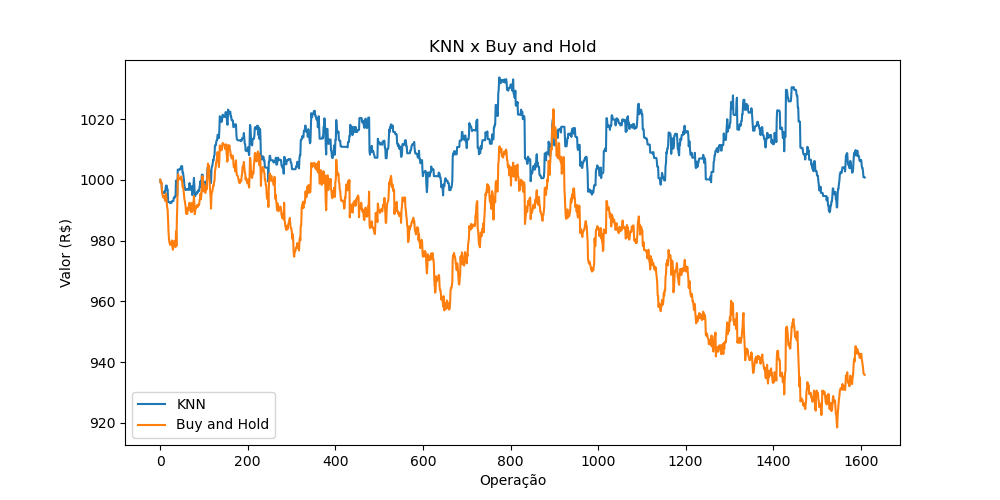 KNN x Buy and Hold
Valor (R$)
1020
1000
980
960
940
920
KNN
Buy and Hold
0 200 400 600 800 1000 1200 1400 1600
Operação